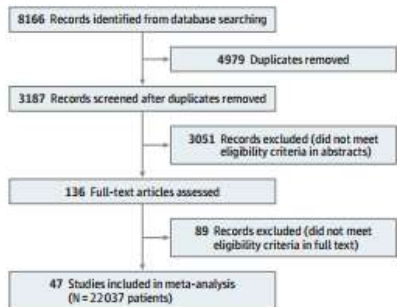 8166 Records identified from database searching
4979 Duplicates removed
3187 Records screened after duplicates removed
3051 Records excluded (did not meet
eligibility criteria in abstracts)
136 Full-text articles assessed
89 Records excluded (did not meet
eligibility criteria in full text)
47 Studies included in meta-analysis
(N = 22037 patients)